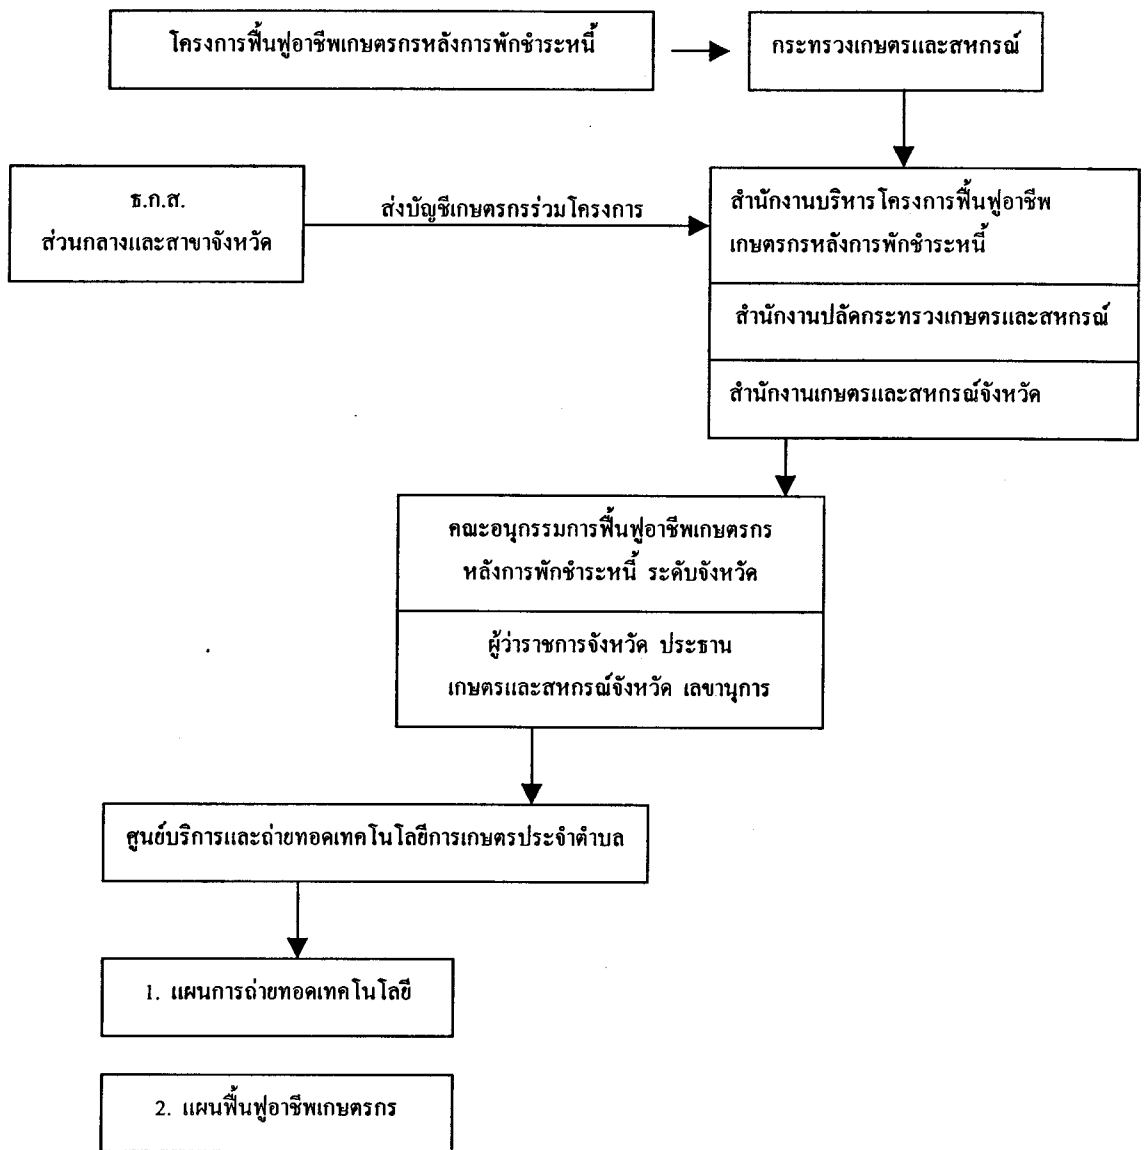 โครงการฟื้นฟูอาชีพเกษตรกรหลังการพักชำระหนี้
กระทรวงเกษตรและสหกรณ์
ธ.ก.ส.
ส่วนกลางและสาขาจังหวัด
ส่งบัญชีเกษตรกรร่วมโครงการ
สำนักงานบริหารโครงการฟื้นฟูอาชีพ
เกษตรกรหลังการพักชำระหนี้
สำนักงานปลัดกระทรวงเกษตรและสหกรณ์
สำนักงานเกษตรและสหกรณ์จังหวัด
คณะอนุกรรมการฟื้นฟูอาชีพเกษตรกร
หลังการพักชำระหนี้ ระดับจังหวัด
ผู้ว่าราชการจังหวัด ประธาน
เกษตรและสหกรณ์จังหวัด เลขานุการ
ศูนย์บริการและถ่ายทอดเทคโนโลยีการเกษตรประจำตำบล
1. แผนการถ่ายทอดเทคโนโลยี
2. แผนฟื้นฟูอาชีพเกษตรกร